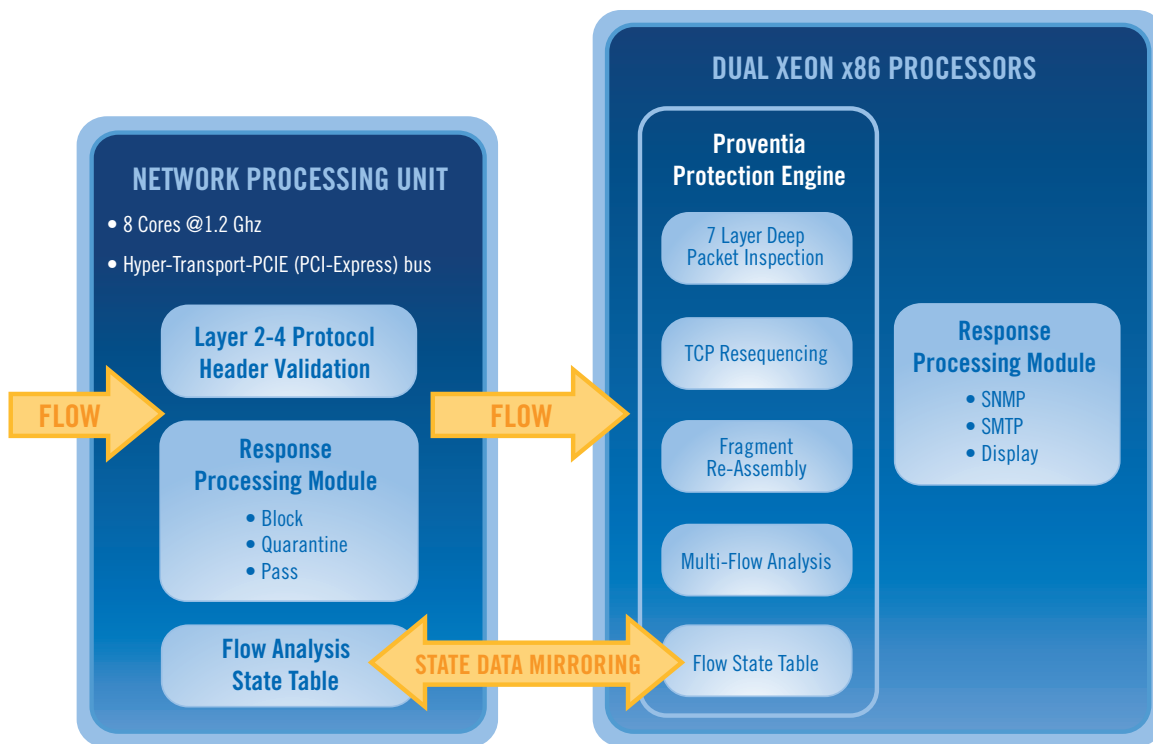 NETWORK PROCESSING UNIT
• 8 Cores @1.2 Ghz
• Hyper-Transport-PCIE (PCI-Express) bus
Layer 2-4 Protocol
Header Validation
FLOW
Response
Processing Module
• Block
• Quarantine
• Pass
Flow Analysis
State Table
FLOW
STATE DATA MIRRORING
DUAL XEON x86 PROCESSORS
Proventia
Protection Engine
7 Layer Deep
Packet Inspection
TCP Resequencing
Fragment
Re-Assembly
Multi-Flow Analysis
Flow State Table
Response
Processing Module
• SNMP
• SMTP
• Display